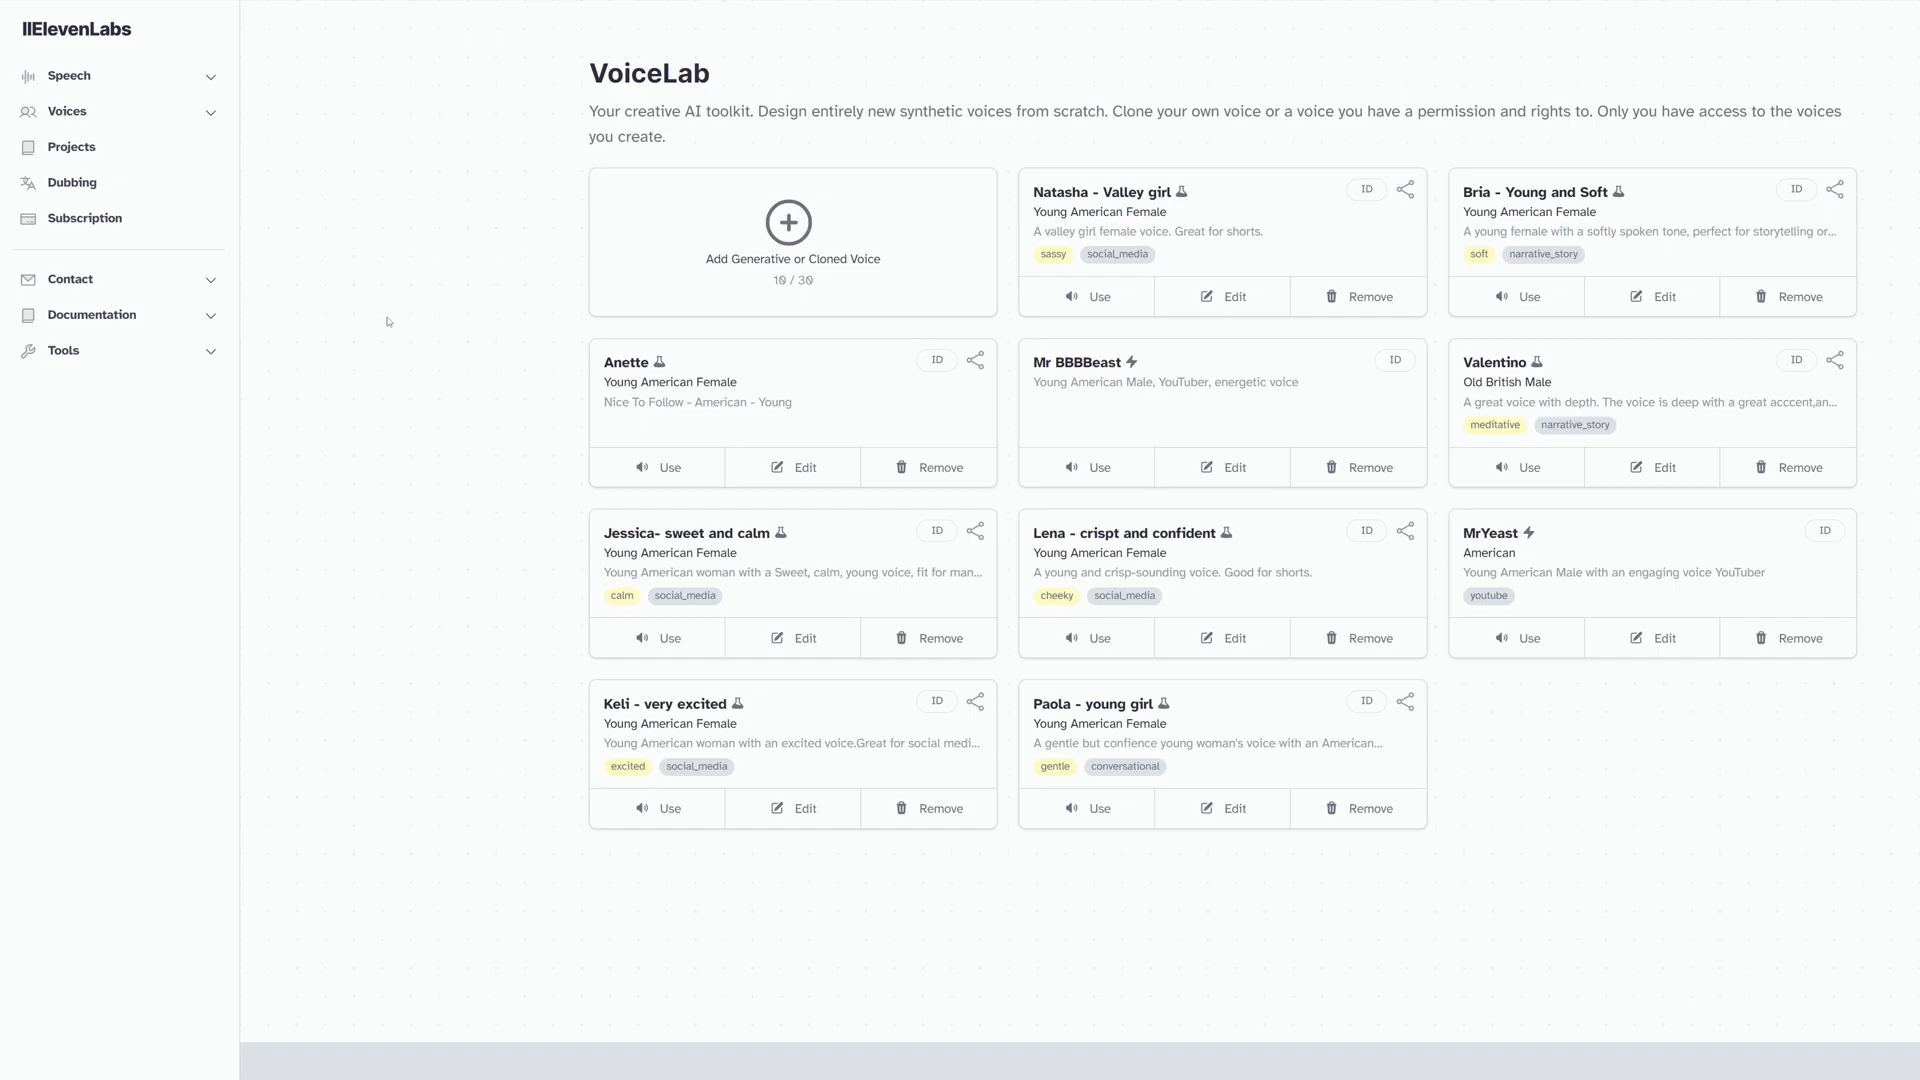 IIElevenLabs
Speech
Voices
Projects
Dubbing
Subscription
Contact
Documentation
Tools
VoiceLab
Your creative AI toolkit. Design entirely new synthetic voices from scratch. Clone your own voice or a voice you have a permission and rights to. Only you have access to the voices
you create.
Add Generative or Cloned Voice
10 / 30
Natasha - Valley girl
ID
Young American Female
A valley girl female voice. Great for shorts.
sassy social_media
Use Edit Remove
Bria - Young and Soft
ID
Young American Female
A young female with a softly spoken tone, perfect for storytelling or...
soft narrative_story
Use Edit Remove
Anette
ID
Young American Female
Nice To Follow - American - Young
Use Edit Remove
Mr BBBBeast
ID
Young American Male, YouTuber, energetic voice
Use Edit Remove
Valentino
ID
Old British Male
A great voice with depth. The voice is deep with a great acccent,an...
meditative narrative_story
Use Edit Remove
Jessica- sweet and calm
ID
Young American Female
Young American woman with a Sweet, calm, young voice, fit for man...
calm social_media
Use Edit Remove
Lena - crispt and confident
ID
Young American Female
A young and crisp-sounding voice. Good for shorts.
cheeky social_media
Use Edit Remove
MrYeast
ID
American
Young American Male with an engaging voice YouTuber
youtube
Use Edit Remove
Keli - very excited
ID
Young American Female
Young American woman with an excited voice.Great for social medi...
excited social_media
Use Edit Remove
Paola - young girl
ID
Young American Female
A gentle but confience young woman's voice with an American...
gentle conversational
Use Edit Remove